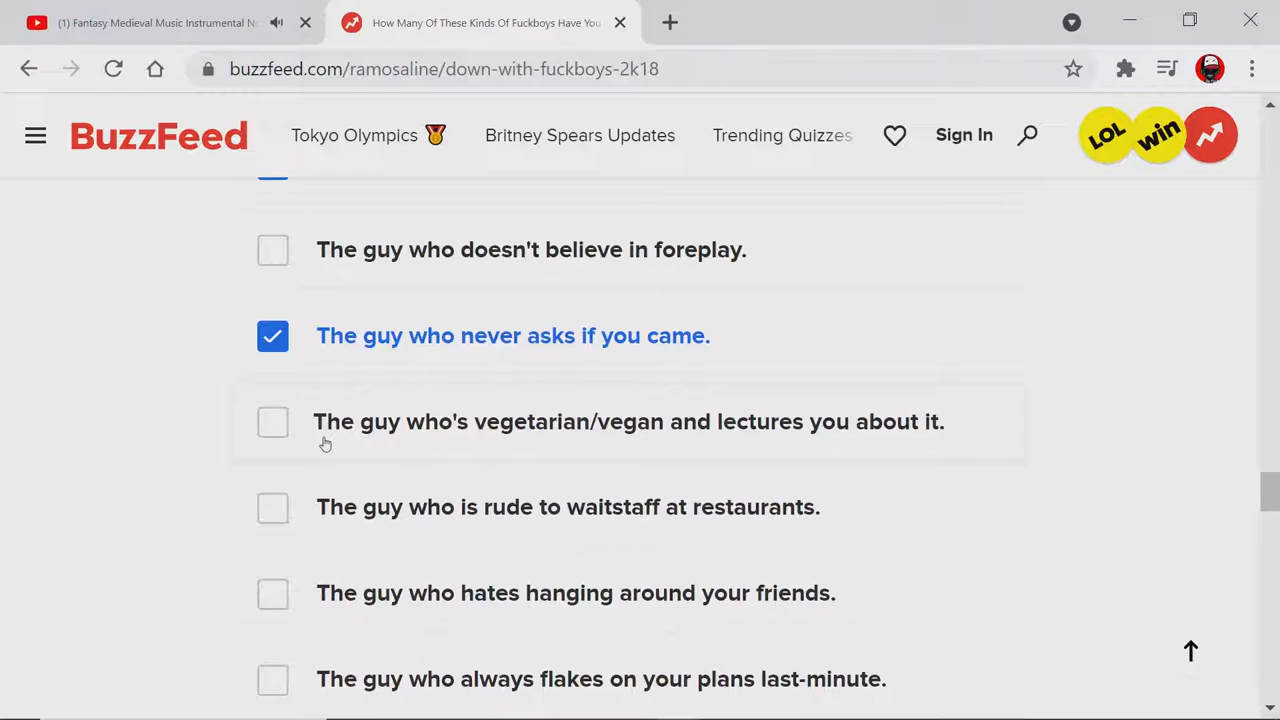 (1) Fantasy Medieval Music Instrumental No
How Many Of These Kinds Of Fuckboys Have You
buzzfeed.com/ramosaline/down-with-fuckboys-2k18
BuzzFeed
Tokyo Olympics
Britney Spears Updates
Trending Quizzes
Sign In
LOL
win
The guy who doesn't believe in foreplay.
The guy who never asks if you came.
The guy who's vegetarian/vegan and lectures you about it.
The guy who is rude to waitstaff at restaurants.
The guy who hates hanging around your friends.
The guy who always flakes on your plans last-minute.